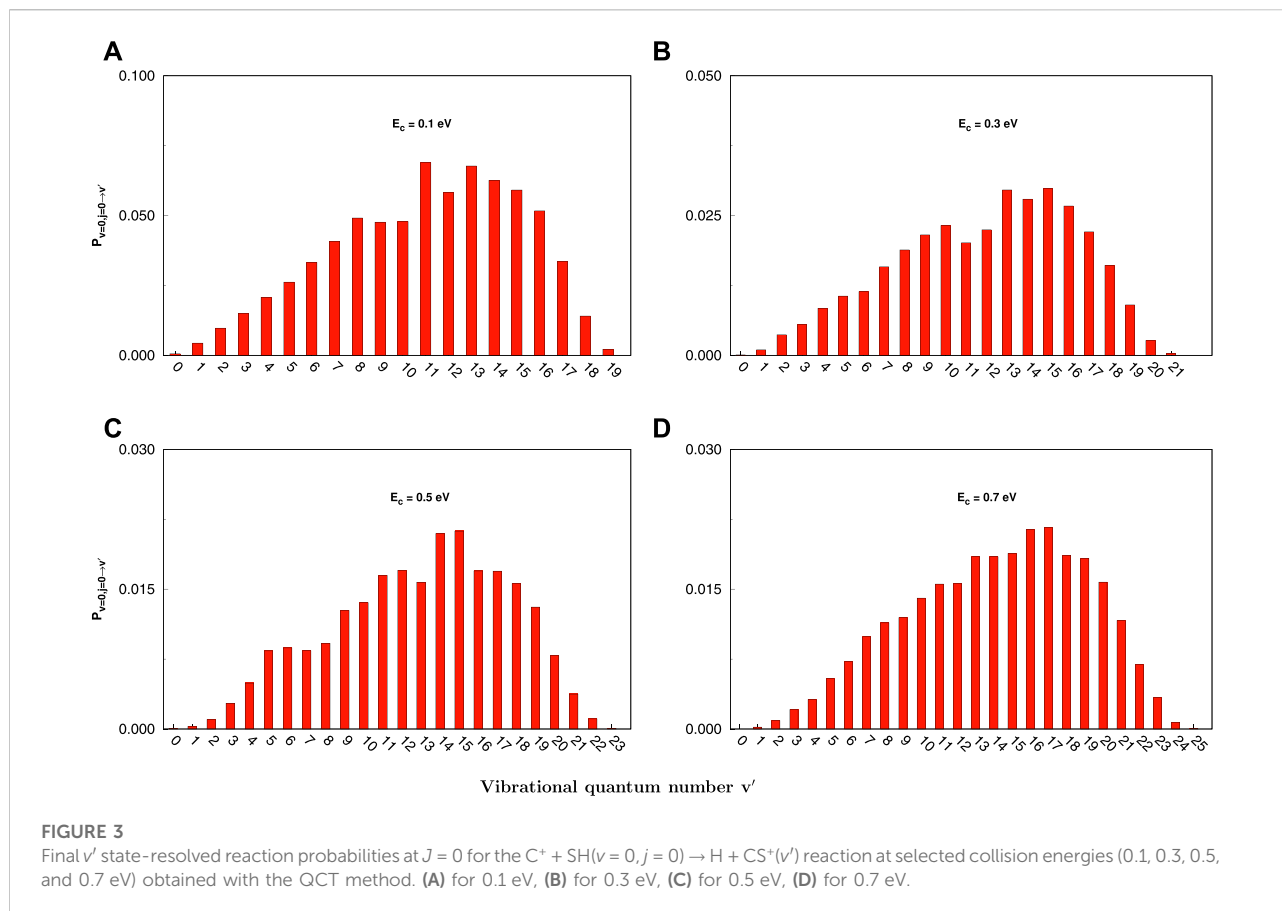 A
B
0.100
0.050
0.000
P v=0,j=0→v′
E c = 0.1 eV
0 1 2 3 4 5 6 7 8 9 10 11 12 13 14 15 16 17 18 19
0.050
0.025
0.000
E c = 0.3 eV
0 1 2 3 4 5 6 7 8 9 10 11 12 13 14 15 16 17 18 19 20 21
C
D
0.030
0.015
0.000
P v=0,j=0→v′
E c = 0.5 eV
0 1 2 3 4 5 6 7 8 9 10 11 12 13 14 15 16 17 18 19 20 21 22 23
0.030
0.015
0.000
E c = 0.7 eV
0 1 2 3 4 5 6 7 8 9 10 11 12 13 14 15 16 17 18 19 20 21 22 23 24 25
Vibrational quantum number v′
FIGURE 3
Final v′ state-resolved reaction probabilities at J = 0 for the C⁺ + SH(v = 0, j = 0) → H + CS⁺(v′) reaction at selected collision energies (0.1, 0.3, 0.5,
and 0.7 eV) obtained with the QCT method. (A) for 0.1 eV, (B) for 0.3 eV, (C) for 0.5 eV, (D) for 0.7 eV.